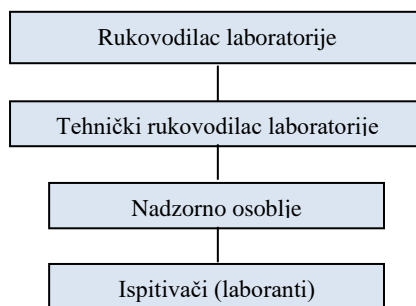 Rukovodilac laboratorije
Tehnički rukovodilac laboratorije
Nadzorno osoblje
Ispitivači (laboranti)